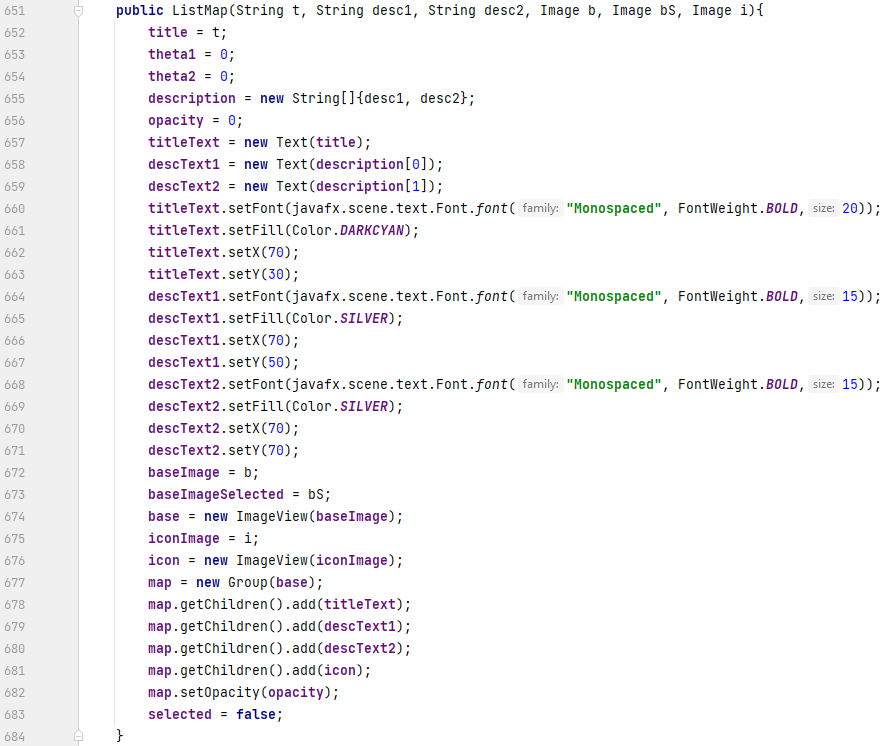 651 public ListMap(String t, String desc1, String desc2, Image b, Image bS, Image i){
652 title = t;
653 theta1 = 0;
654 theta2 = 0;
655 description = new String[]{desc1, desc2};
656 opacity = 0;
657 titleText = new Text(title);
658 descText1 = new Text(description[0]);
659 descText2 = new Text(description[1]);
660 titleText.setFont(javafx.scene.text.Font.font( family: "Monospaced", FontWeight.BOLD, size: 20));
661 titleText.setFill(Color.DARKCYAN);
662 titleText.setX(70);
663 titleText.setY(30);
664 descText1.setFont(javafx.scene.text.Font.font( family: "Monospaced", FontWeight.BOLD, size: 15));
665 descText1.setFill(Color.SILVER);
666 descText1.setX(70);
667 descText1.setY(50);
668 descText2.setFont(javafx.scene.text.Font.font( family: "Monospaced", FontWeight.BOLD, size: 15));
669 descText2.setFill(Color.SILVER);
670 descText2.setX(70);
671 descText2.setY(70);
672 baseImage = b;
673 baseImageSelected = bS;
674 base = new ImageView(baseImage);
675 iconImage = i;
676 icon = new ImageView(iconImage);
677 map = new Group(base);
678 map.getChildren().add(titleText);
679 map.getChildren().add(descText1);
680 map.getChildren().add(descText2);
681 map.getChildren().add(icon);
682 map.setOpacity(opacity);
683 selected = false;
684 }